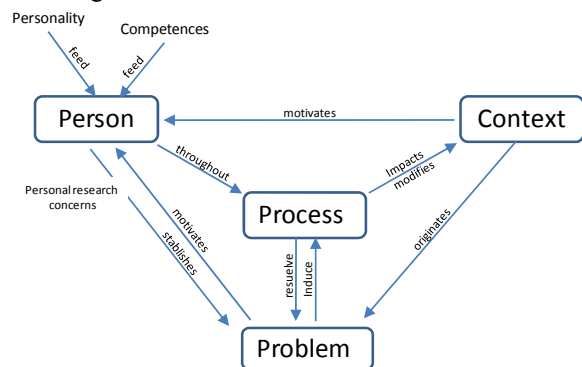 Personality
Competences
feed
feed
Person
motivates
Context
throughout
Impacts
modifies
Personal research
concerns
Process
motivates
stablishes
originates
resuelve
Induce
Problem